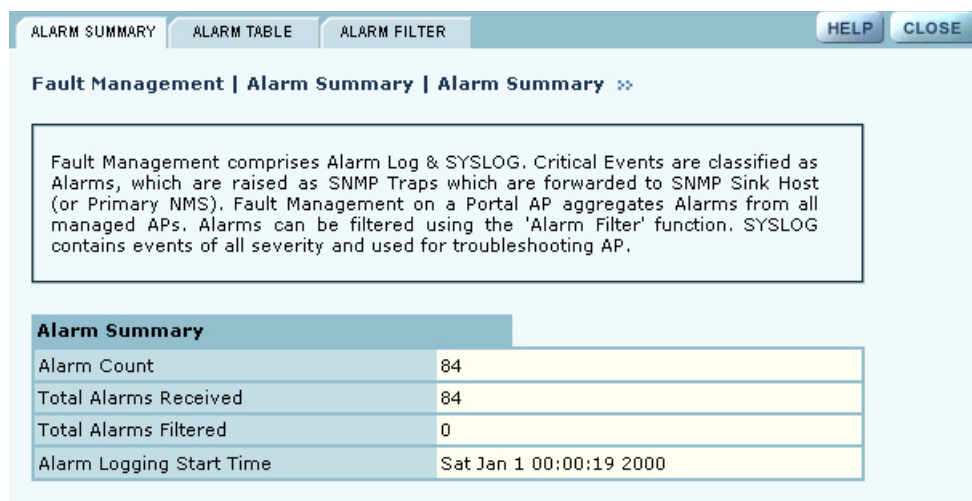 ALARM SUMMARY ALARM TABLE ALARM FILTER HELP CLOSE
Fault Management | Alarm Summary | Alarm Summary »
Fault Management comprises Alarm Log & SYSLOG. Critical Events are classified as
Alarms, which are raised as SNMP Traps which are forwarded to SNMP Sink Host
(or Primary NMS). Fault Management on a Portal AP aggregates Alarms from all
managed APs. Alarms can be filtered using the 'Alarm Filter' function. SYSLOG
contains events of all severity and used for troubleshooting AP.
Alarm Summary
Alarm Count 84
Total Alarms Received 84
Total Alarms Filtered 0
Alarm Logging Start Time Sat Jan 1 00:00:19 2000